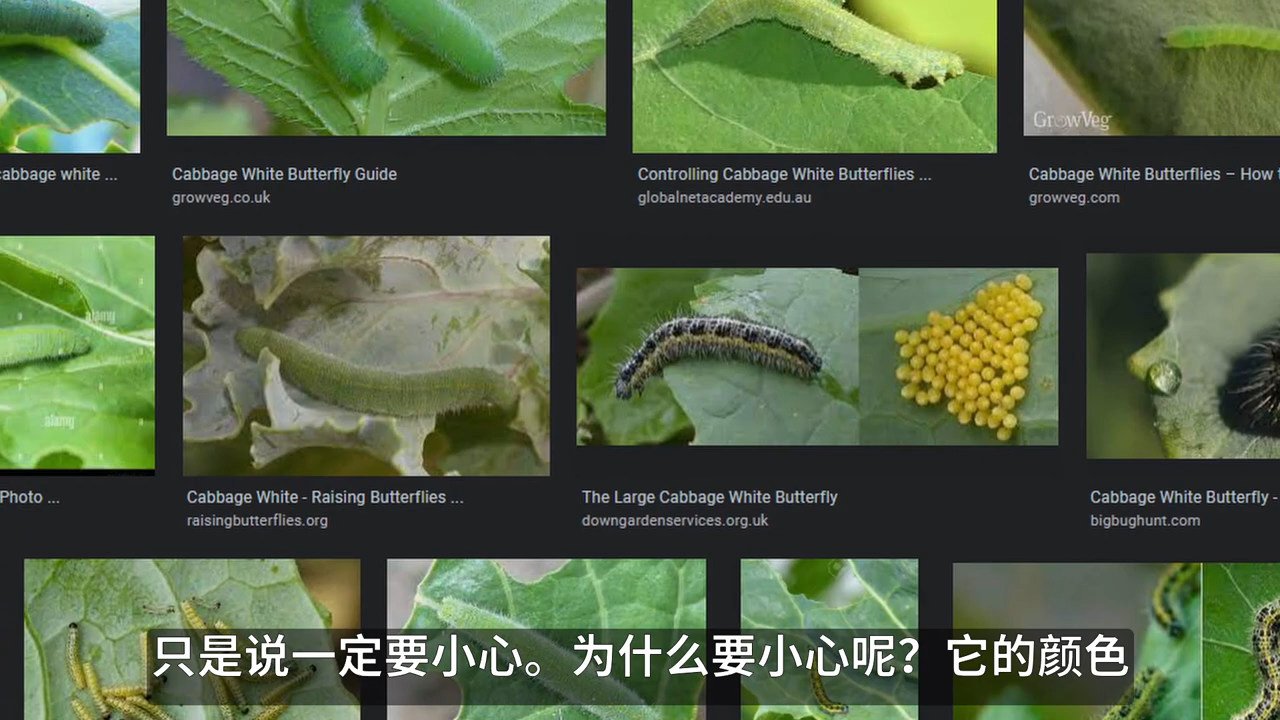 GrowVeg
cabbage white ...
Cabbage White Butterfly Guide
growveg.co.uk
Controlling Cabbage White Butterflies ...
globalnetacademy.edu.au
Cabbage White Butterflies – How
growveg.com
alamy
alamy
Photo ...
Cabbage White - Raising Butterflies ...
raisingbutterflies.org
The Large Cabbage White Butterfly
downgardenservices.org.uk
Cabbage White Butterfly -
bigbughunt.com
只是说一定要小心。为什么要小心呢？它的颜色